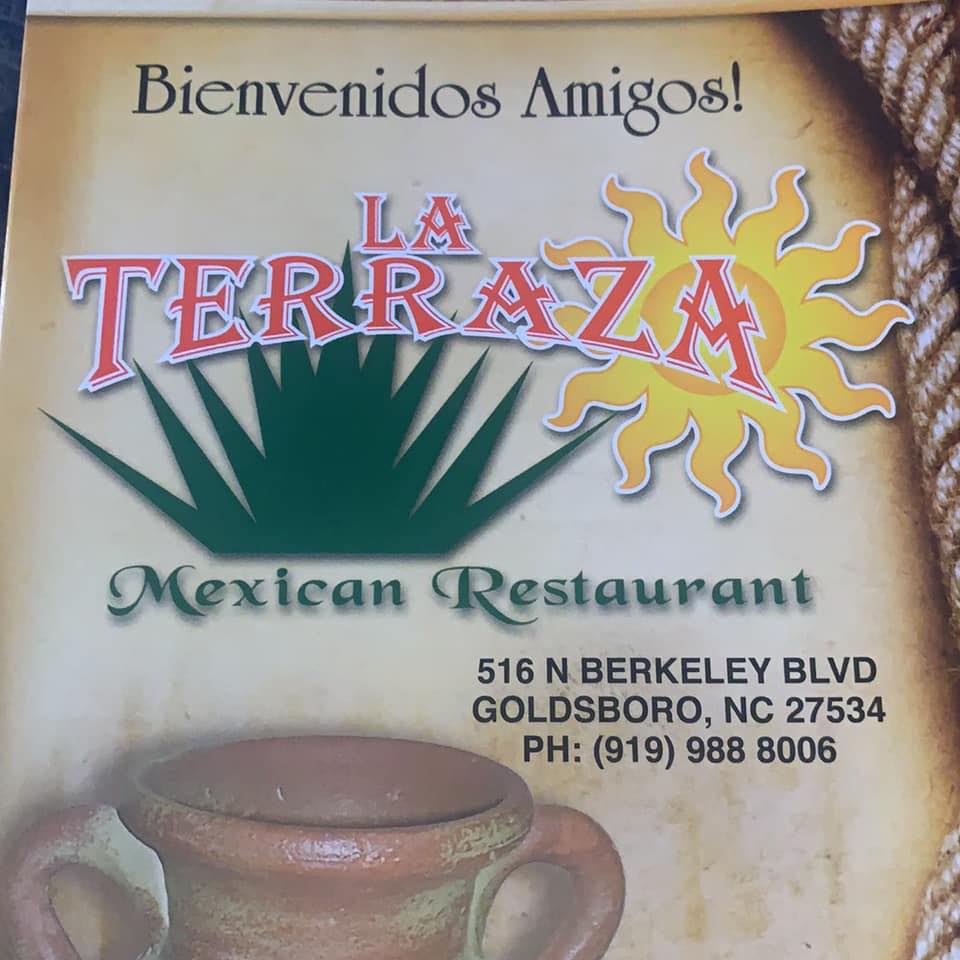 Bienvenidos Amigos!
LA
TERRAZA
Mexican Restaurant
516 N BERKELEY BLVD
GOLDSBORO, NC 27534
PH: (919) 988 8006